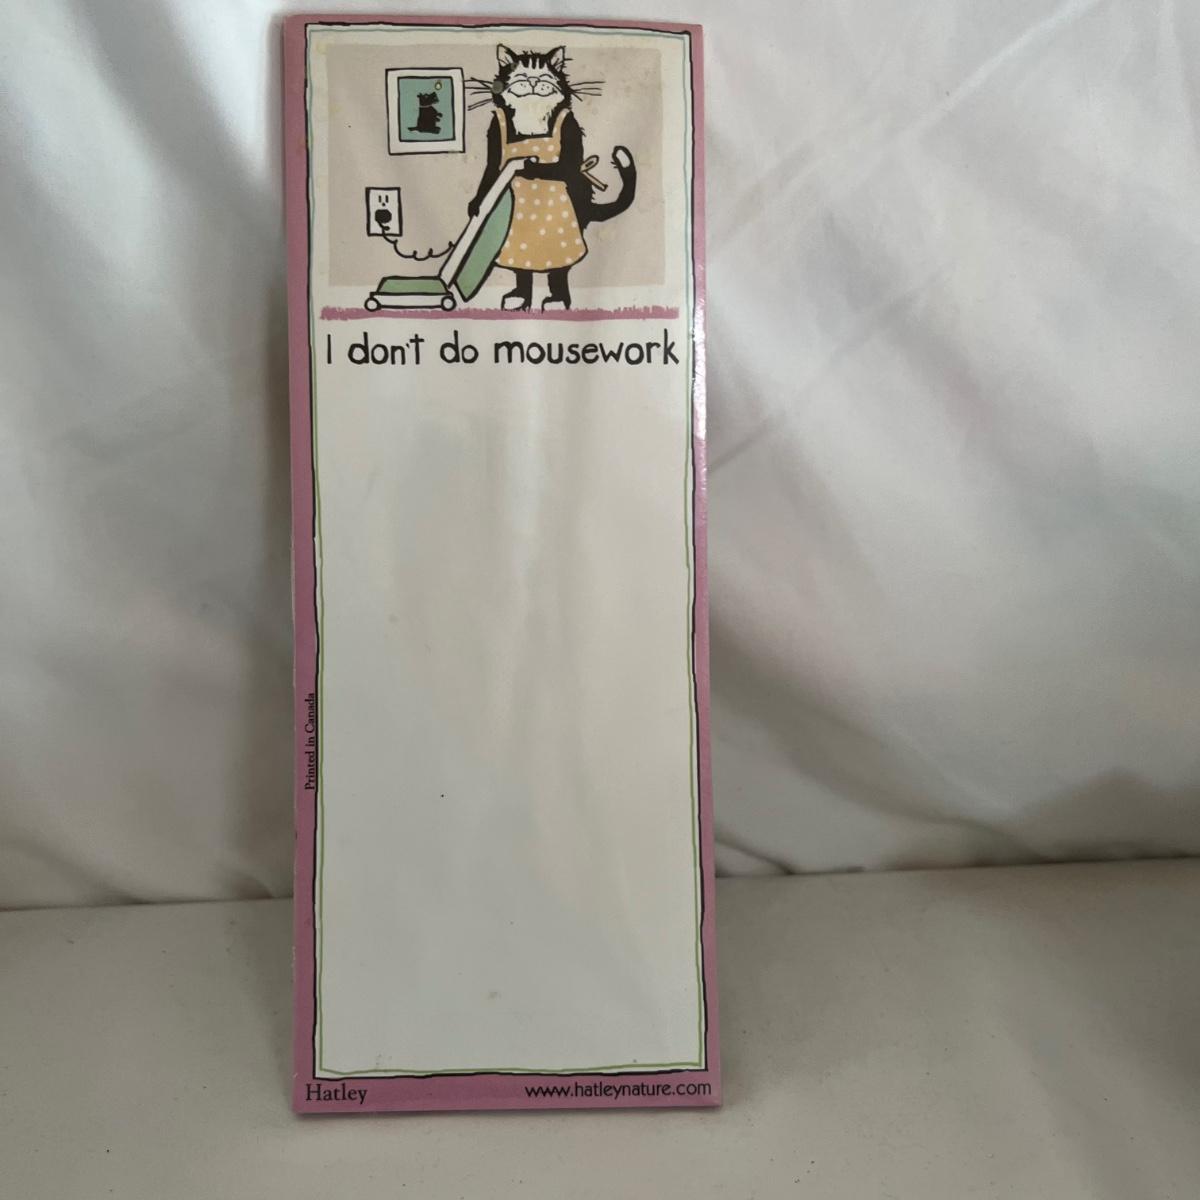 I don't do mousework
Printed in Canada
Hatley
www.hatleynature.com